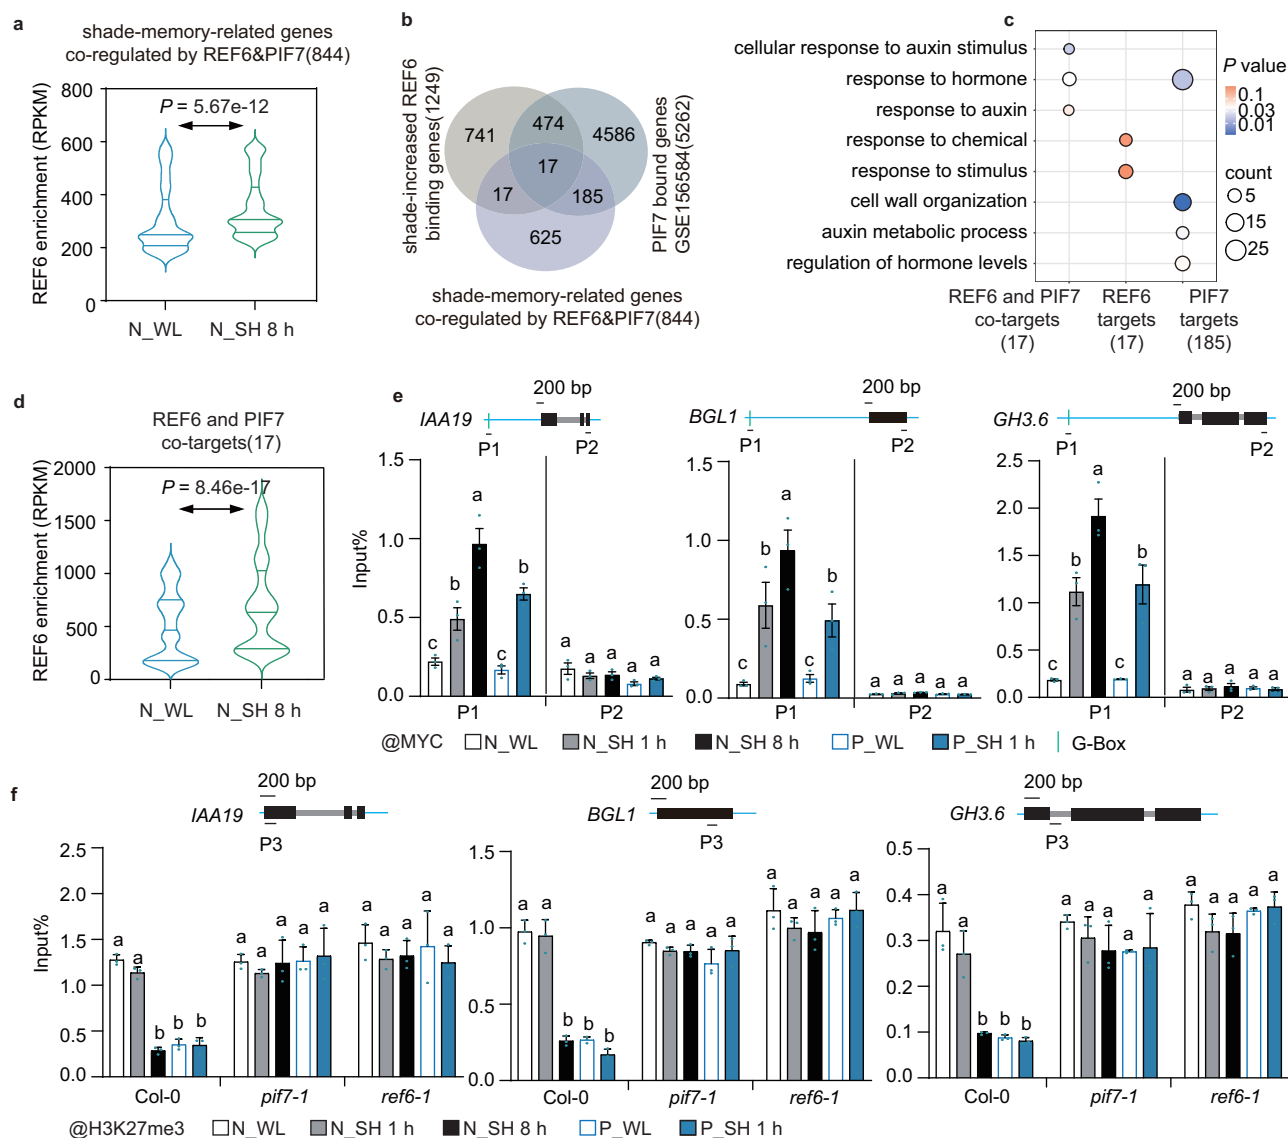 a
shade-memory-related genes
co-regulated by REF6&PIF7(844)
REF6 enrichment (RPKM)
800
600
400
200
0
P = 5.67e-12
N_WL
N_SH 8 h
b
shade-increased REF6
binding genes(1249)
741
474
4586
17
17
185
625
PIF7 bound genes
GSE156584(5262)
shade-memory-related genes
co-regulated by REF6&PIF7(844)
c
cellular response to auxin stimulus
response to hormone
response to auxin
response to chemical
response to stimulus
cell wall organization
auxin metabolic process
regulation of hormone levels
REF6 and PIF7
co-targets
(17)
REF6
targets
(17)
PIF7
targets
(185)
P value
0.1
0.03
0.01
count
5
15
25
d
REF6 and PIF7
co-targets(17)
REF6 enrichment (RPKM)
2000
1500
1000
500
0
P = 8.46e-17
N_WL
N_SH 8 h
e
200 bp
IAA19
P1
P2
Input%
1.5
1.0
0.5
0.0
c
b
a
c
b
a
a
a
a
a
P1
P2
200 bp
BGL1
P1
P2
1.5
1.0
0.5
0.0
c
b
a
c
b
a
a
a
a
a
P1
P2
200 bp
GH3.6
P1
P2
2.5
2.0
1.5
1.0
0.5
0.0
c
b
a
c
b
a
a
a
a
a
P1
P2
@MYC
N_WL
N_SH 1 h
N_SH 8 h
P_WL
P_SH 1 h
G-Box
f
200 bp
IAA19
P3
Input%
2.5
2.0
1.5
1.0
0.5
0.0
a
a
b
b
b
a
a
a
a
a
a
a
a
a
a
Col-0
pif7-1
ref6-1
200 bp
BGL1
P3
1.5
1.0
0.5
0.0
a
a
b
b
b
a
a
a
a
a
a
a
a
a
a
Col-0
pif7-1
ref6-1
200 bp
GH3.6
P3
0.5
0.4
0.3
0.2
0.1
0.0
a
a
b
b
b
a
a
a
a
a
a
a
a
a
a
Col-0
pif7-1
ref6-1
@H3K27me3
N_WL
N_SH 1 h
N_SH 8 h
P_WL
P_SH 1 h